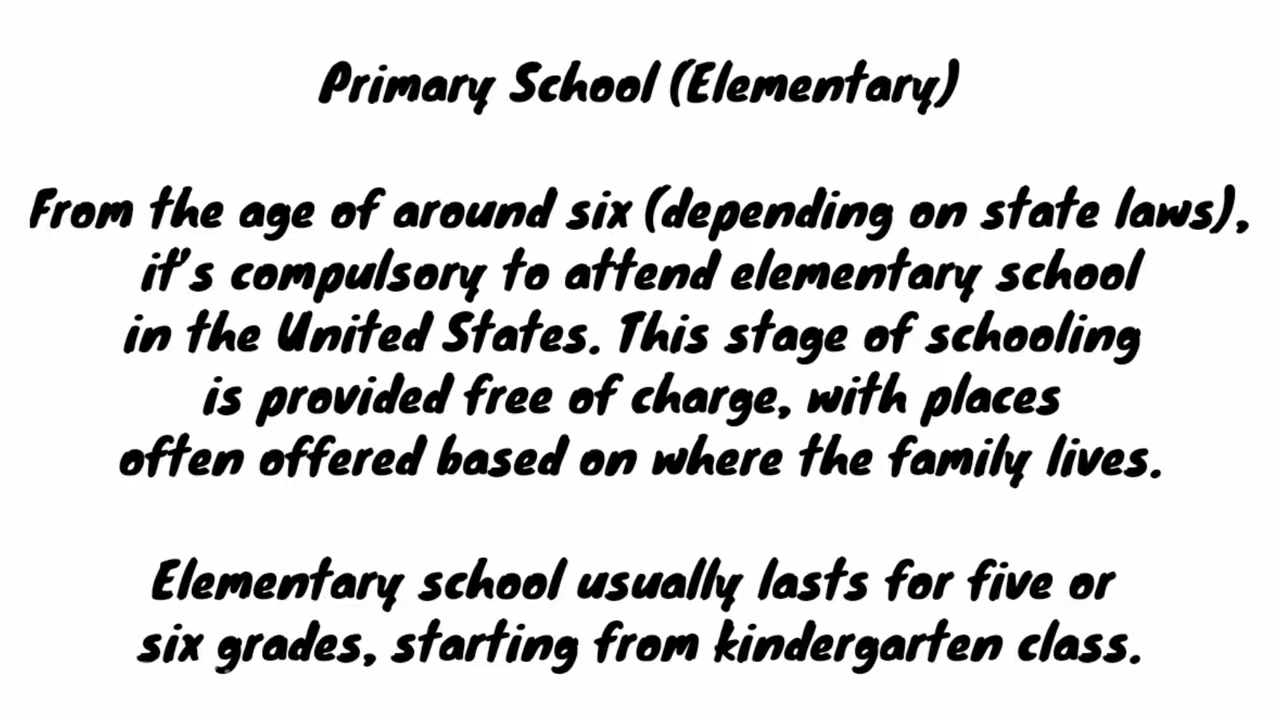 Primary School (Elementary)
From the age of around six (depending on state laws),
it's compulsory to attend elementary school
in the United States. This stage of schooling
is provided free of charge, with places
often offered based on where the family lives.
Elementary school usually lasts for five or
six grades, starting from kindergarten class.